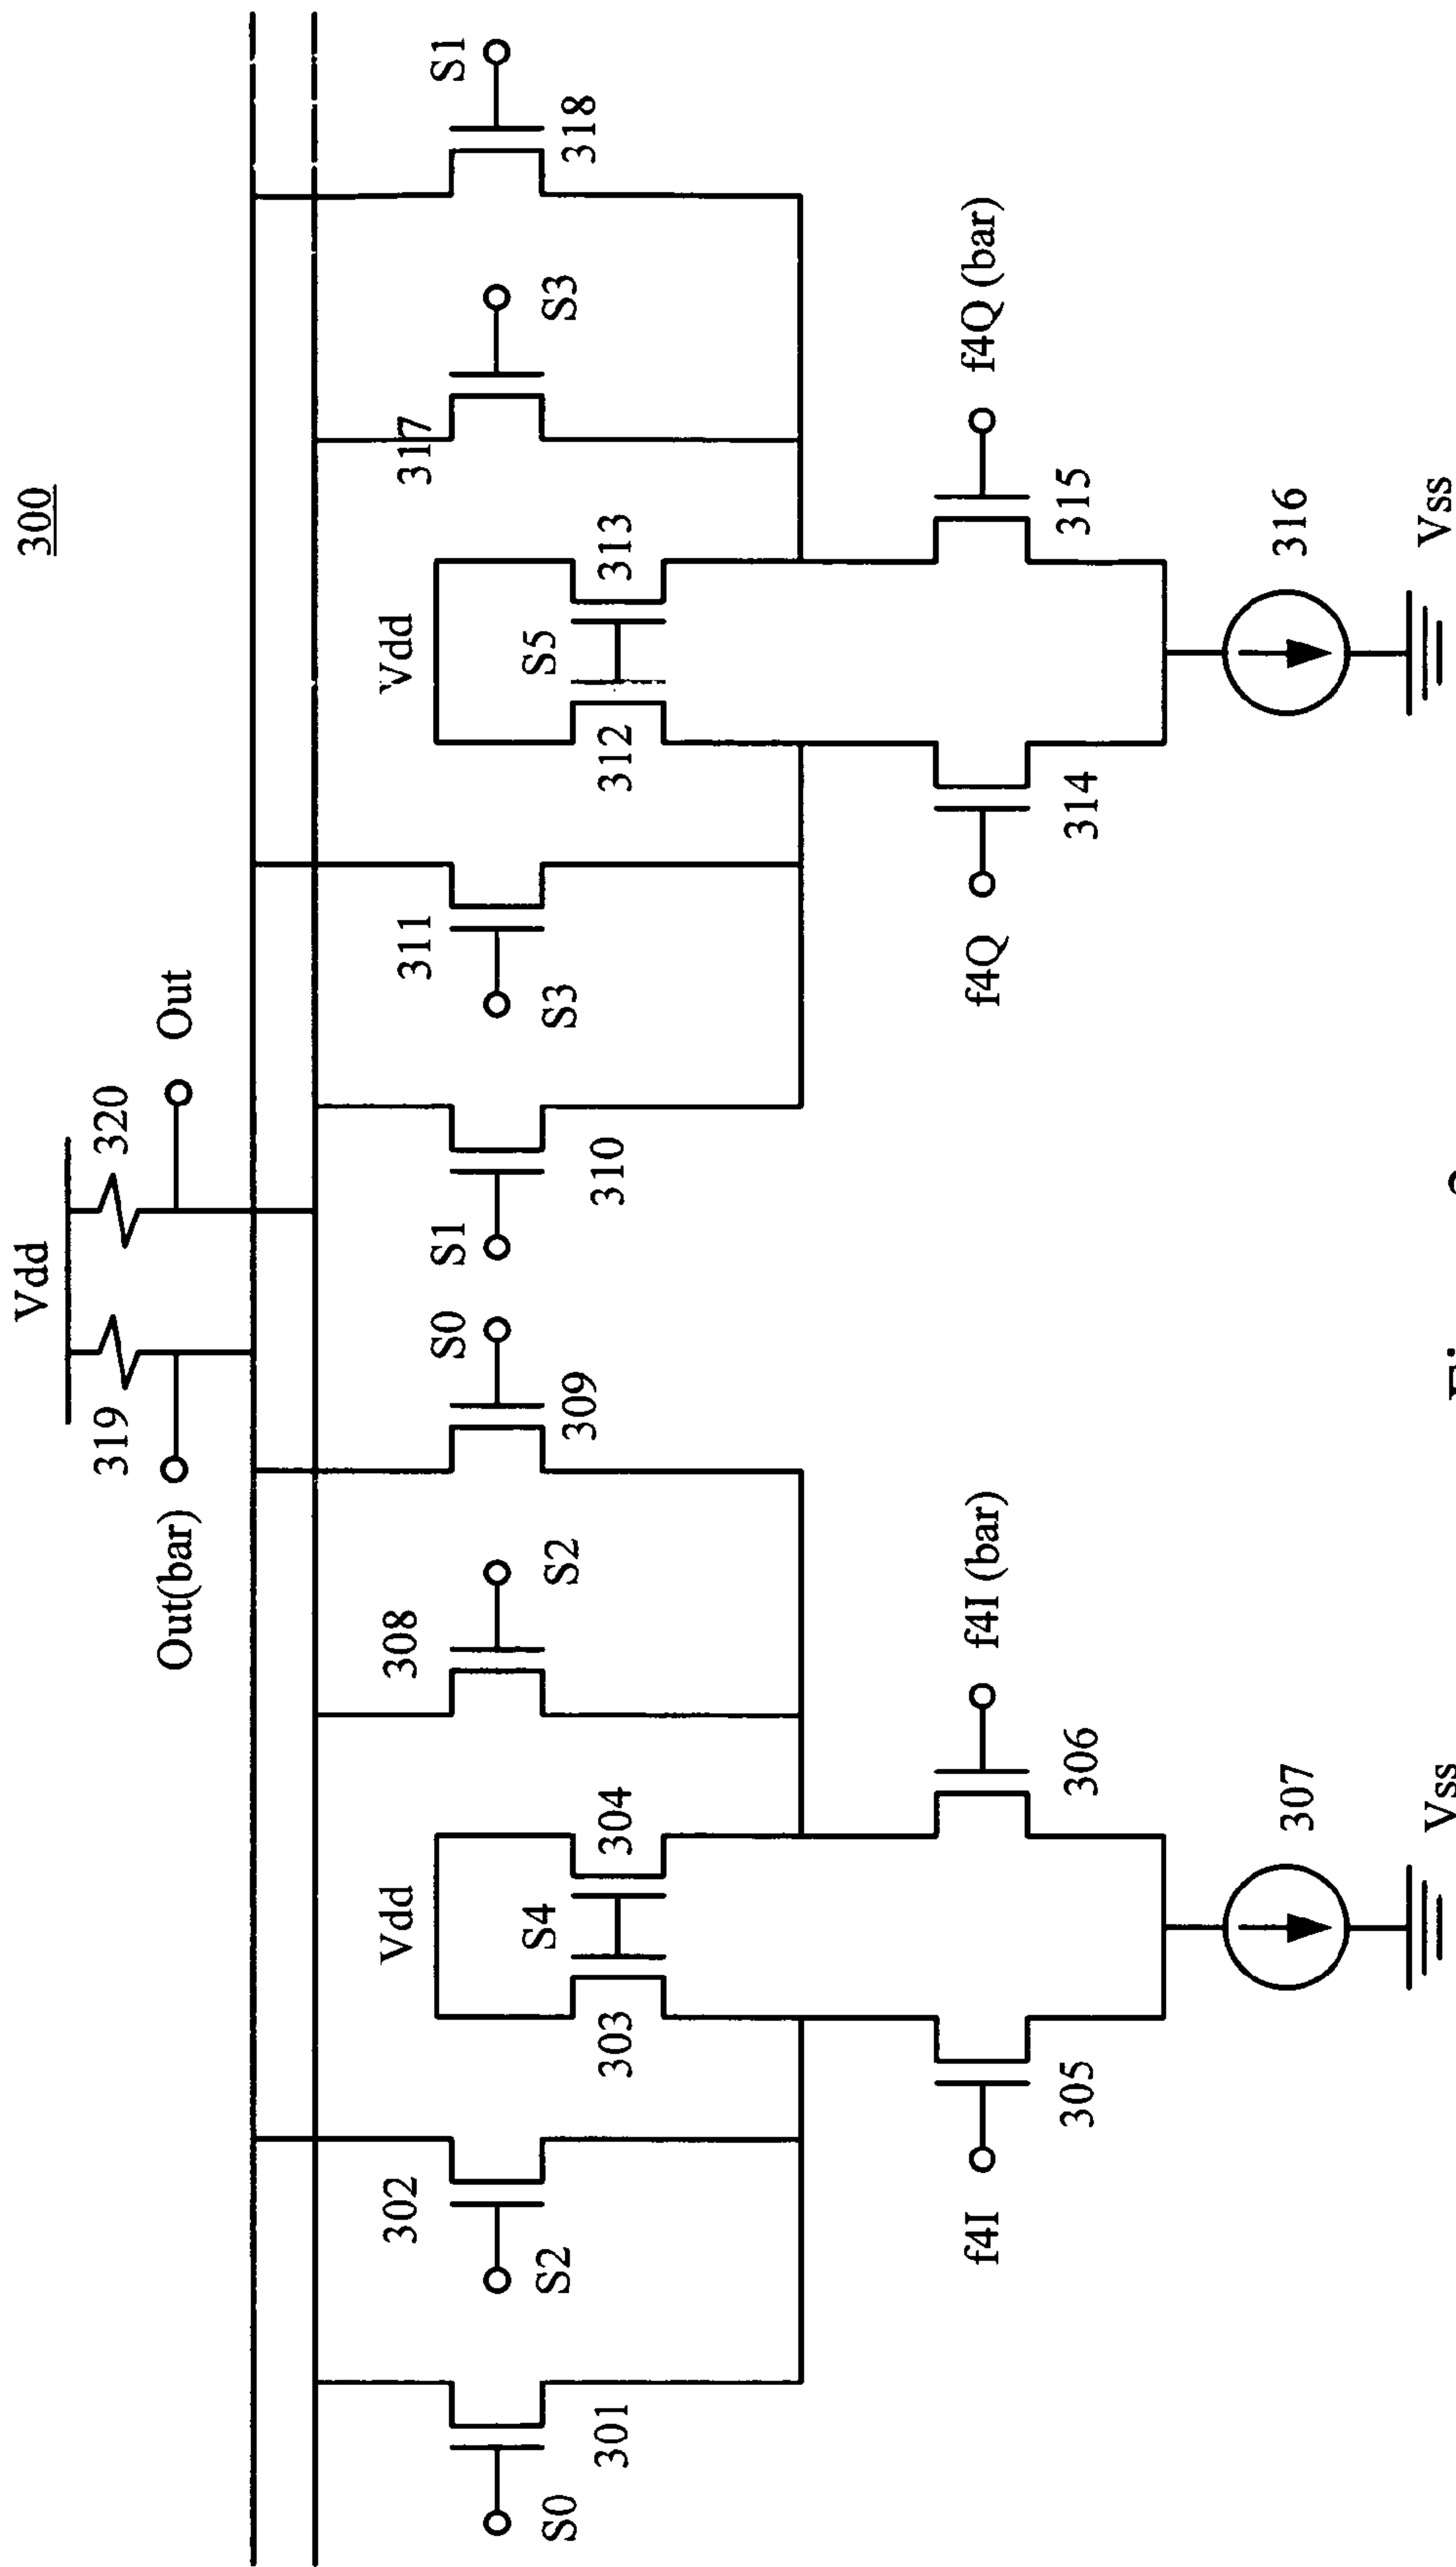 300
Vdd
319
320
Out(bar)
Out
302
Vdd
308
S0
S1
311
Vdd
317
S1
S0
301
S2
303
S4
304
S2
309
310
S3
312
S5
313
S3
318
f4I
305
306
f4I (bar)
f4Q
314
315
f4Q (bar)
307
316
Vss
Vss